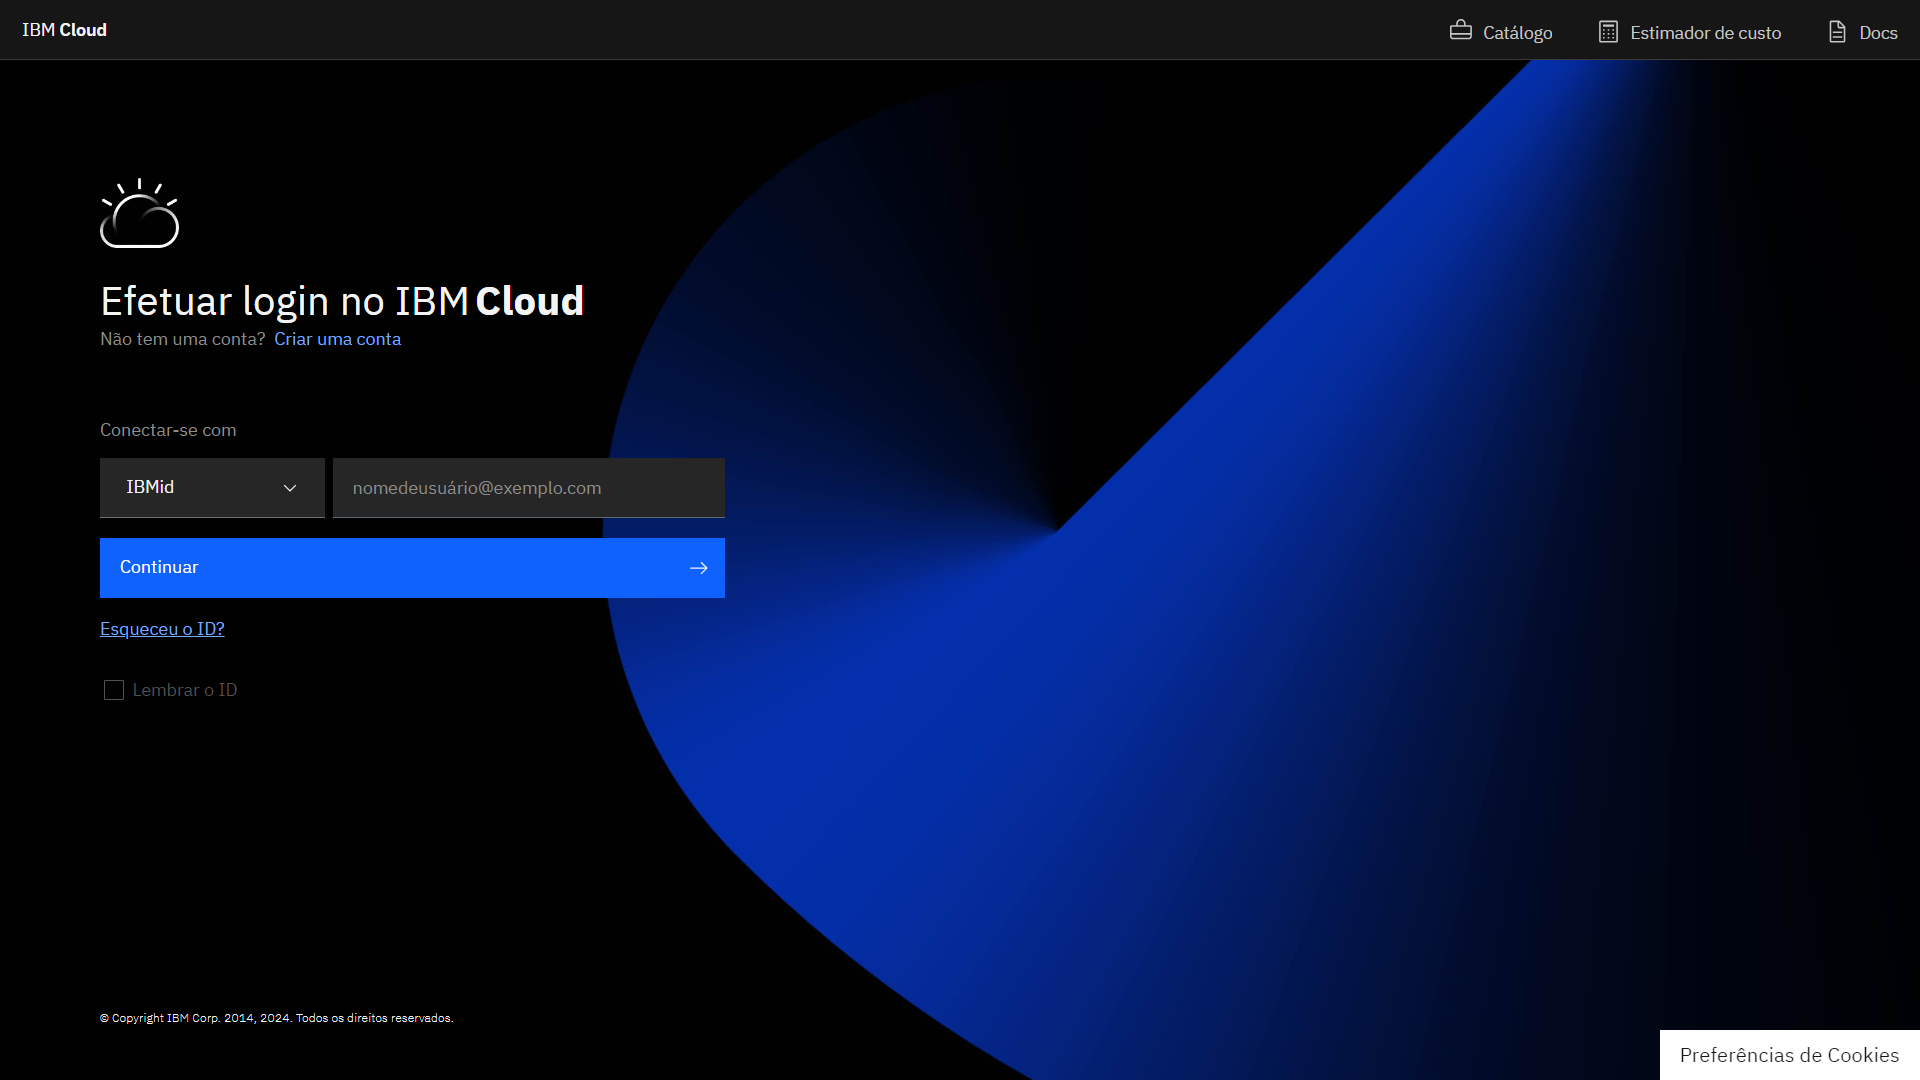 IBM Cloud
Catálogo
Estimador de custo
Docs
Efetuar login no IBM Cloud
Não tem uma conta? Criar uma conta
Conectar-se com
IBMid
nomedeusuário@exemplo.com
Continuar
Esqueceu o ID?
Lembrar o ID
© Copyright IBM Corp. 2014, 2024. Todos os direitos reservados.
Preferências de Cookies